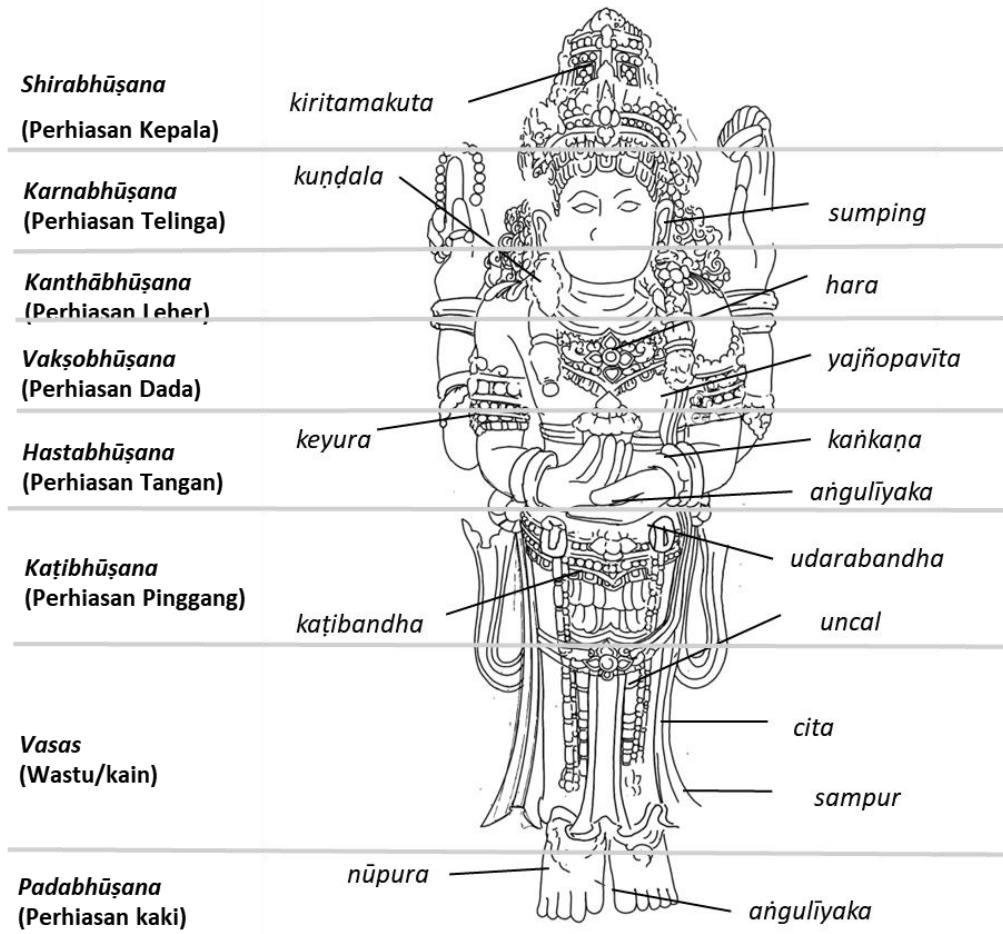 Shirabhūṣana
(Perhiasan Kepala)
kiritamakuta
Karnabhūṣana
(Perhiasan Telinga)
kuṇḍala
sumping
Kanthābhūṣana
(Perhiasan Leher)
hara
Vakṣobhūṣana
(Perhiasan Dada)
yajñopavīta
Hastabhūṣana
(Perhiasan Tangan)
keyura
kaṅkaṇa
aṅgulīyaka
Kaṭibhūṣana
(Perhiasan Pinggang)
udarabandha
kaṭibandha
uncal
Vasas
(Wastu/kain)
cita
sampur
Padabhūṣana
(Perhiasan kaki)
nūpura
aṅgulīyaka